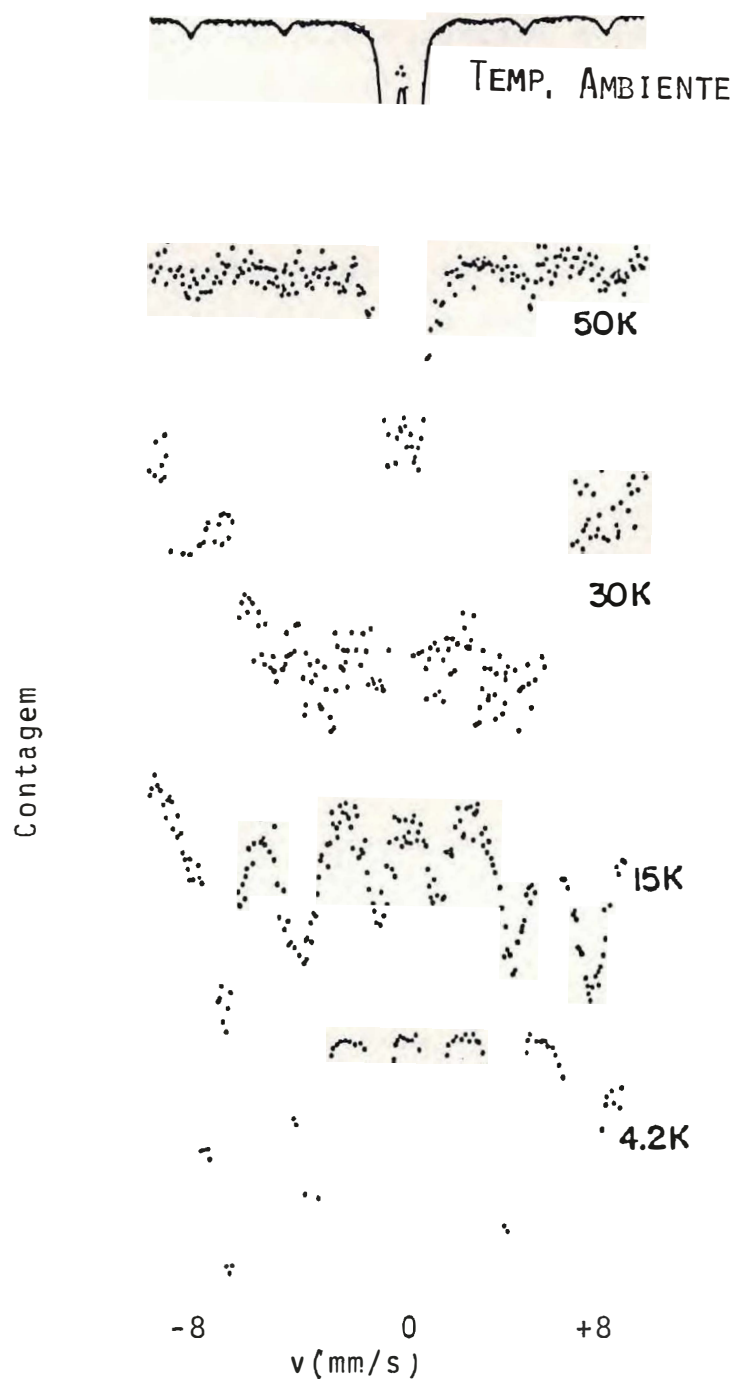 TEMP. AMBIENTE
50K
30K
Contagem
15K
4.2K
-8 0 +8
v(mm/s)